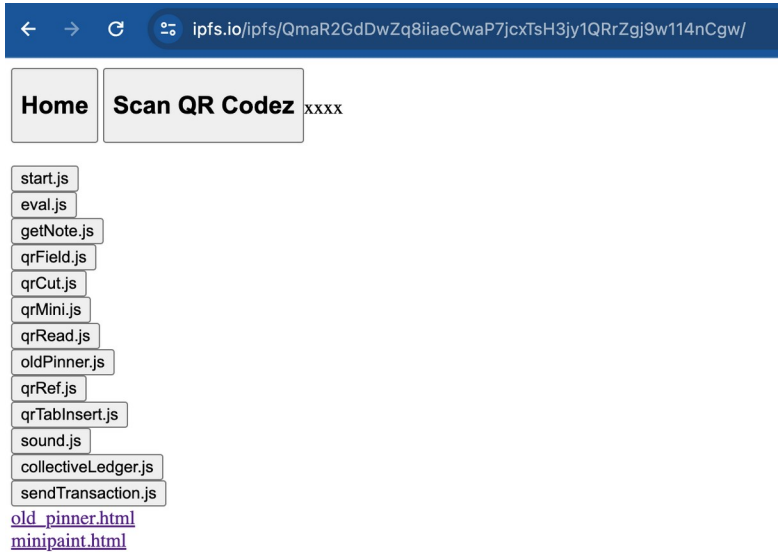 ipfs.io/ipfs/QmaR2GdDwZq8iiaeCwaP7jcxTsH3jy1QRrZgj9w114nCgw/
Home Scan QR Codez xxxx
start.js
eval.js
getNote.js
qrField.js
qrCut.js
qrMini.js
qrRead.js
oldPinner.js
qrRef.js
qrTabInsert.js
sound.js
collectiveLedger.js
sendTransaction.js
old_pinner.html
minipaint.html